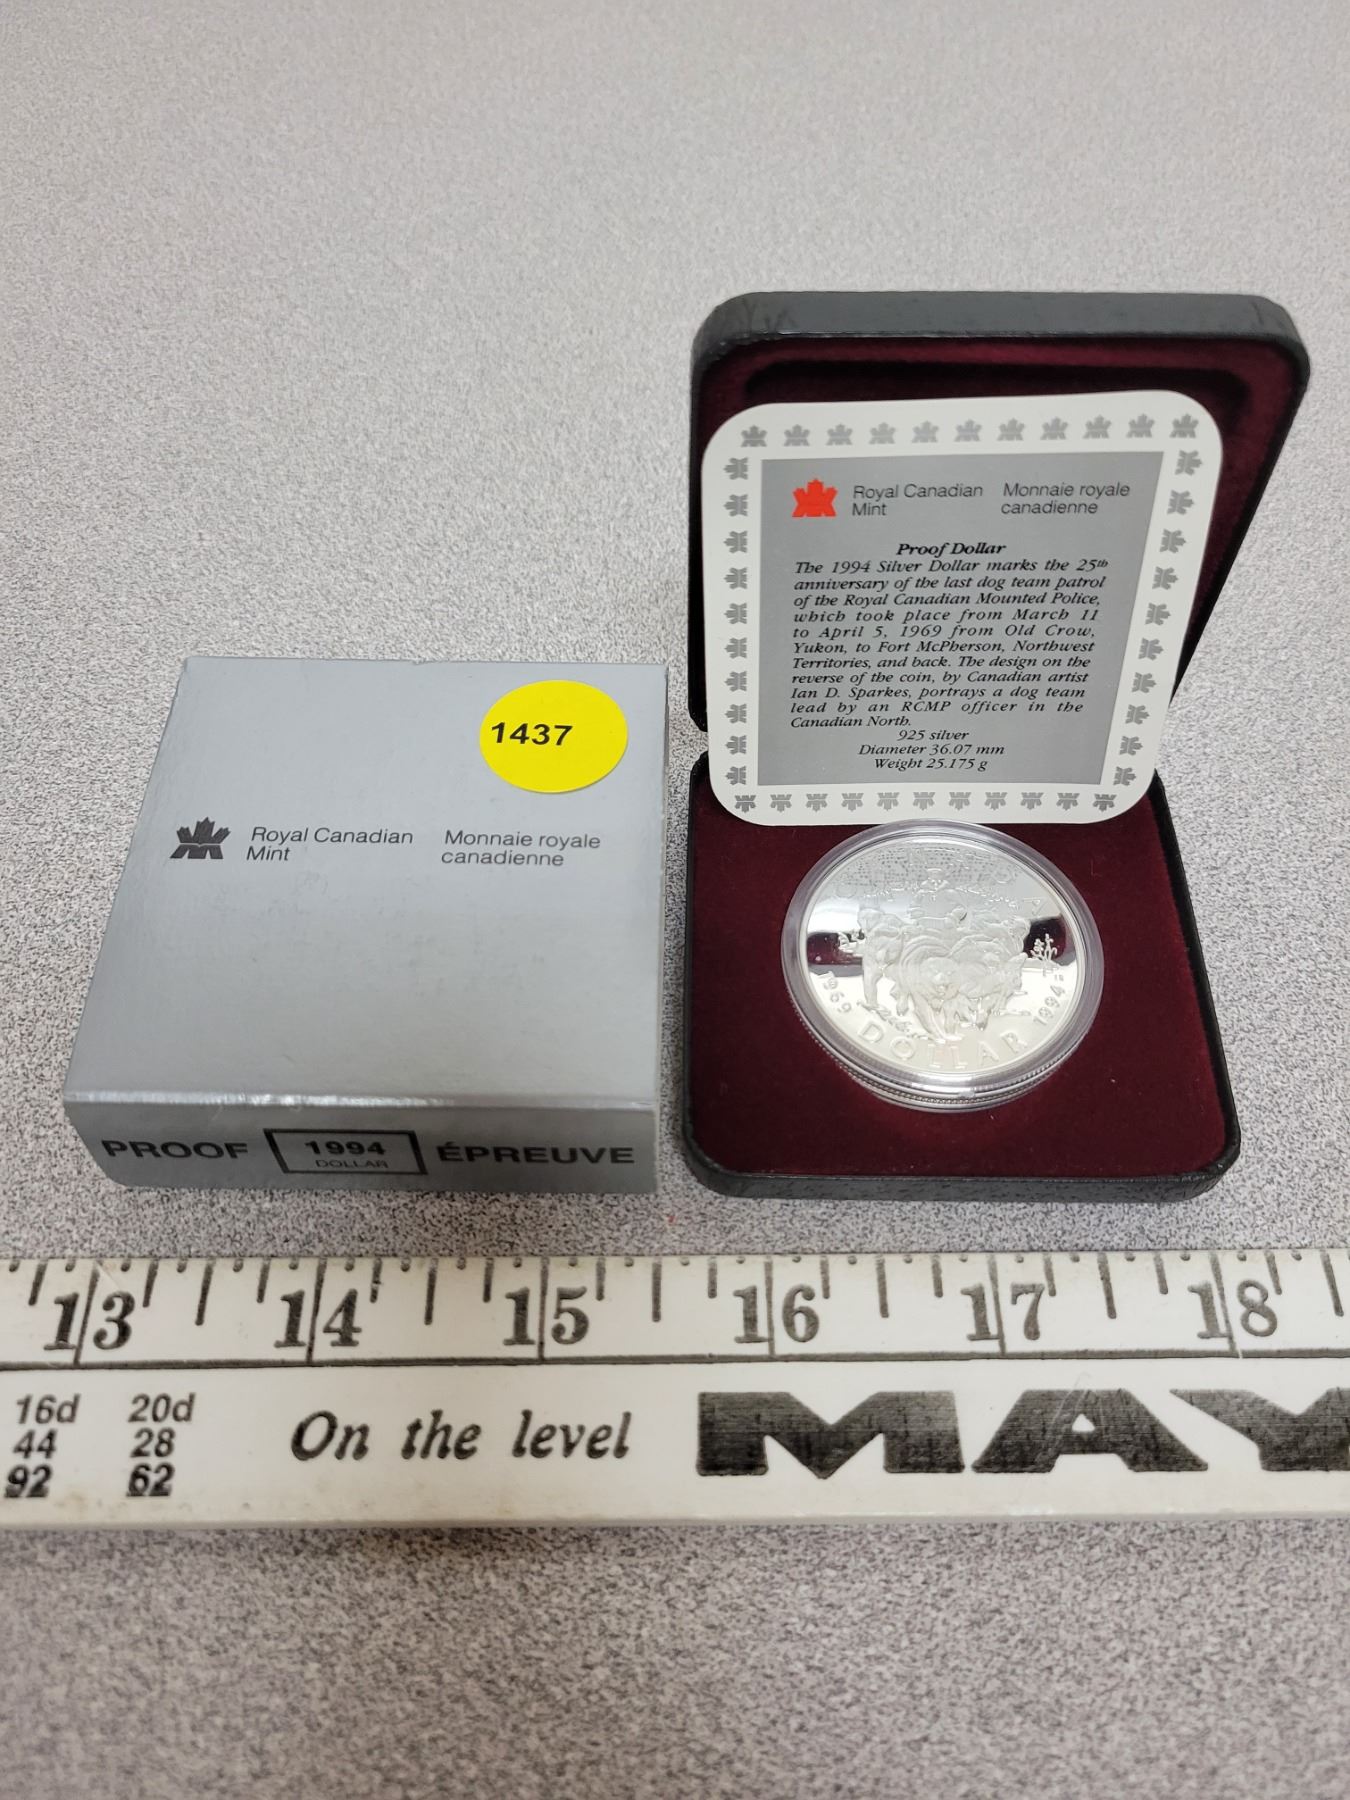 1437
Royal Canadian Mint
Monnaie royale canadienne
PROOF 1994 DOLLAR ÉPREUVE
Royal Canadian Mint
Monnaie royale canadienne
Proof Dollar
The 1994 Silver Dollar marks the 25th
anniversary of the last dog team patrol
of the Royal Canadian Mounted Police,
which took place from March 11
to April 5, 1969 from Old Crow,
Yukon, to Fort McPherson, Northwest
Territories, and back. The design on the
reverse of the coin, by Canadian artist
Ian D. Sparkes, portrays a dog team
lead by an RCMP officer in the
Canadian North.
925 silver
Diameter 36.07 mm
Weight 25.175 g
CANADA
1969 DOLLAR 1994
13 14 15 16 17 18
16d 20d
44 28
92 62
On the level
MAY